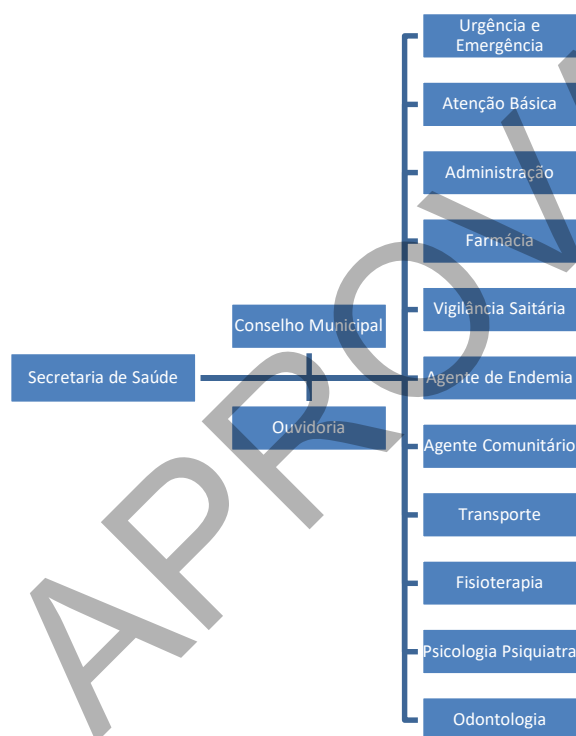 Urgência e
Emergência
Atenção Básica
Administração
Farmácia
Vigilância Saitária
Conselho Municipal
Secretaria de Saúde
Agente de Endemia
Ouvidoria
Agente Comunitário
Transporte
Fisioterapia
Psicologia Psiquiatra
Odontologia
APROV